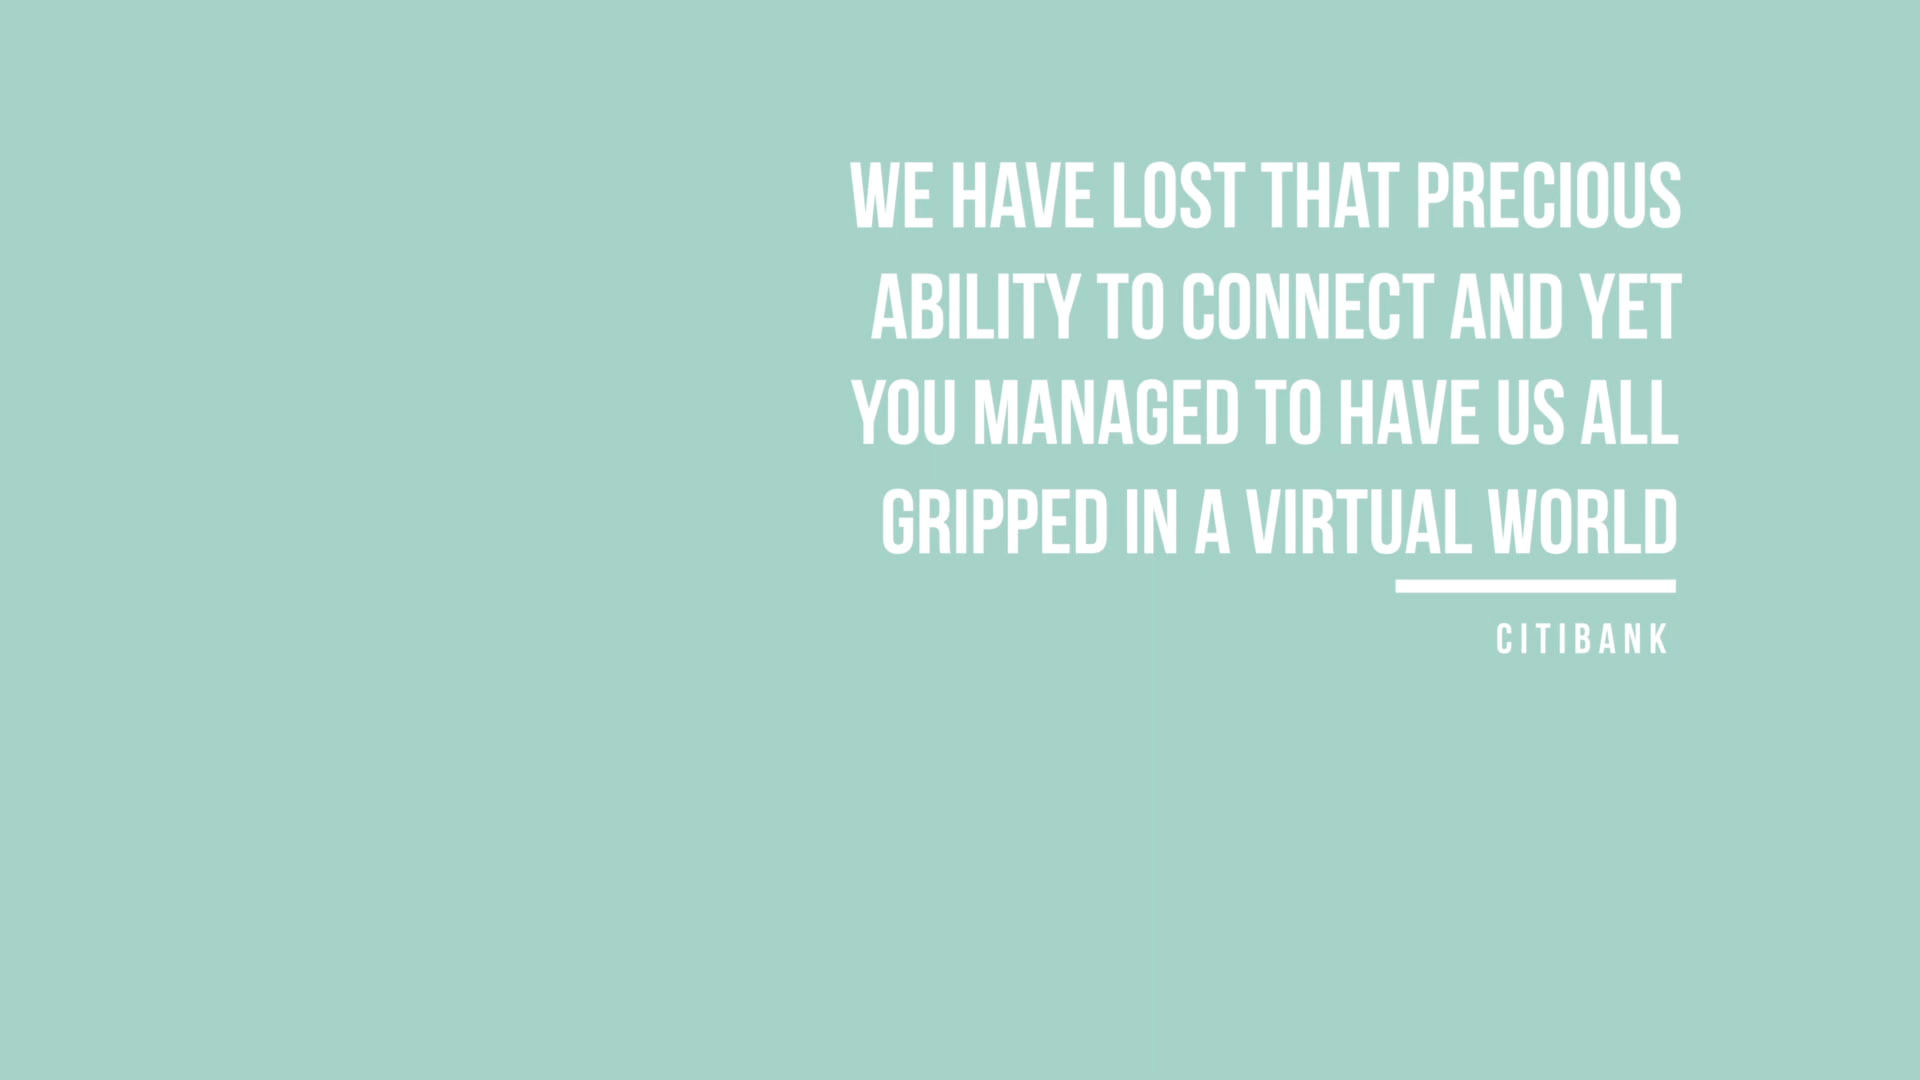 WE HAVE LOST THAT PRECIOUS
ABILITY TO CONNECT AND YET
YOU MANAGED TO HAVE US ALL
GRIPPED IN A VIRTUAL WORLD
CITIBANK